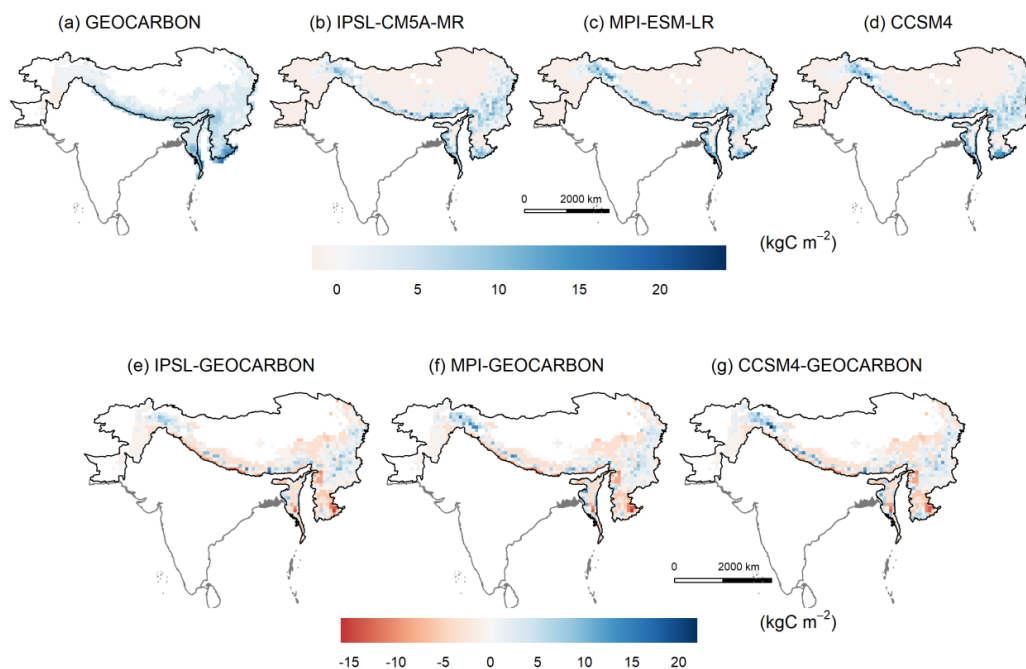 (a) GEOCARBON (b) IPSL-CM5A-MR (c) MPI-ESM-LR (d) CCSM4
0 2000 km
(kgC m⁻²)
0 5 10 15 20
(e) IPSL-GEOCARBON (f) MPI-GEOCARBON (g) CCSM4-GEOCARBON
0 2000 km
(kgC m⁻²)
-15 -10 -5 0 5 10 15 20